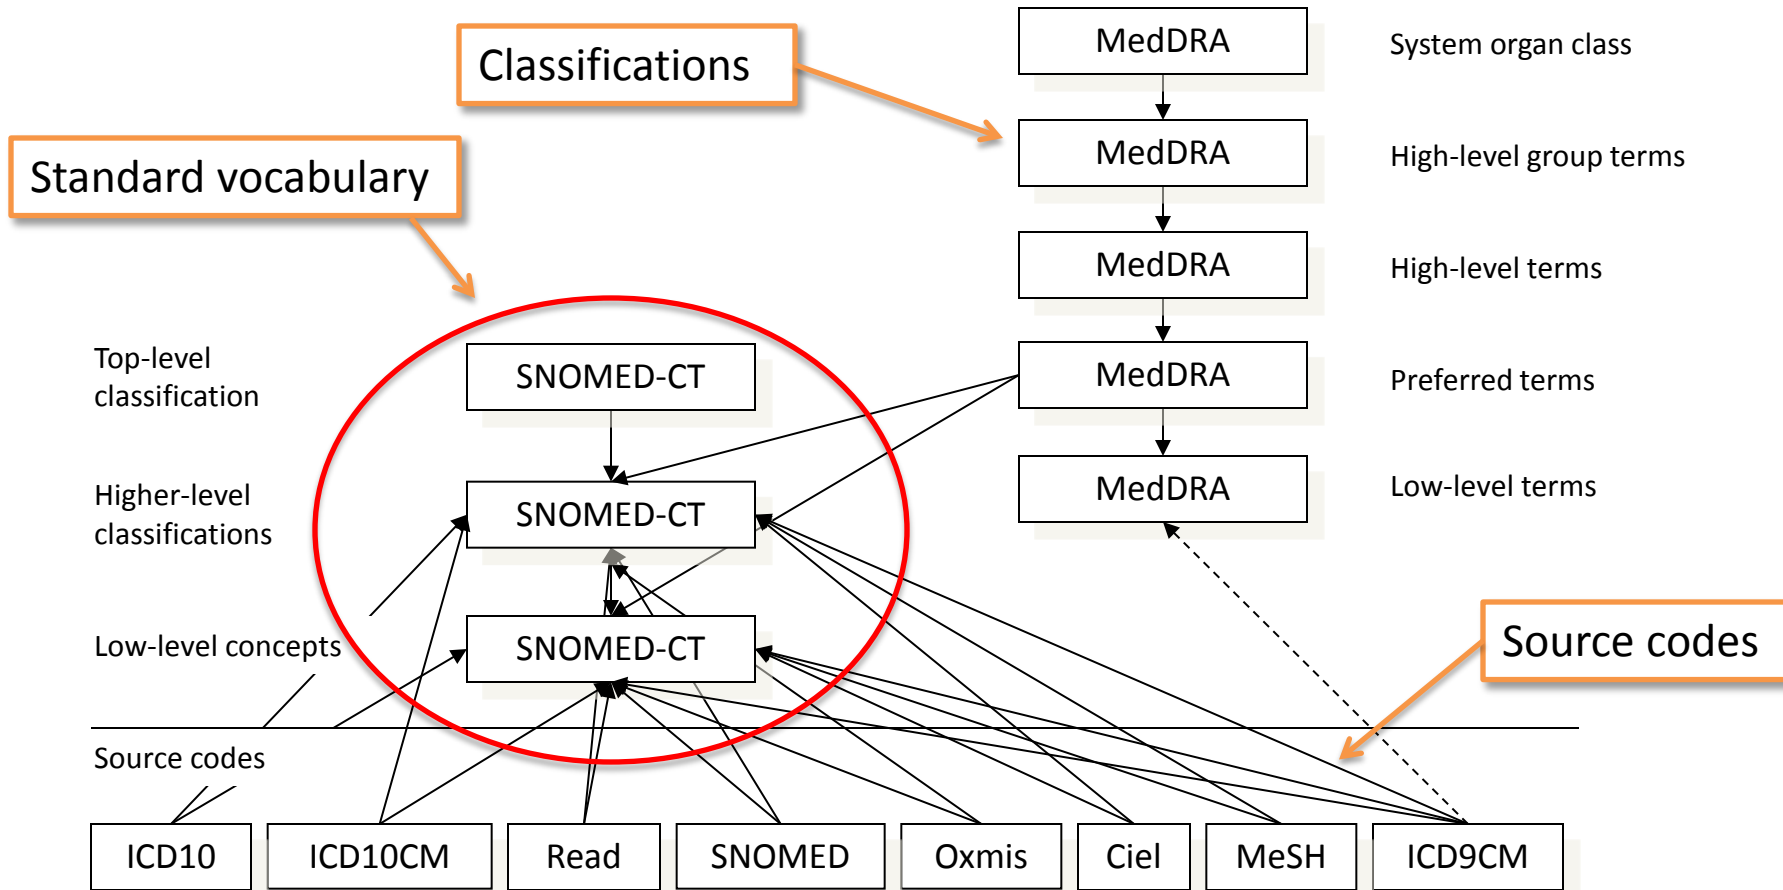 MedDRA
System organ class
Classifications
MedDRA
High-level group terms
Standard vocabulary
MedDRA
High-level terms
Top-level
classification
SNOMED-CT
MedDRA
Preferred terms
Higher-level
classifications
SNOMED-CT
MedDRA
Low-level terms
Low-level concepts
SNOMED-CT
Source codes
Source codes
ICD10
ICD10CM
Read
SNOMED
Oxmis
Ciel
MeSH
ICD9CM